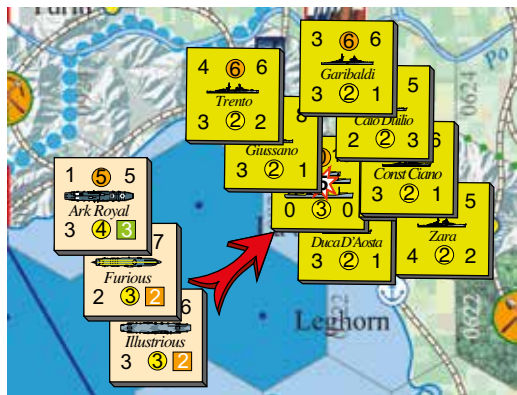 3 6 6
Garibaldi
3 2 1
4 6 6
Trento
3 2 2
po
0624
5
Caio Duilio
2 2 3
Giussano
3 2 1
6
Const Ciano
3 2 1
0 3 0
5
Zara
4 2 2
Duca D'Aosta
3 2 1
1 5 5
Ark Royal
3 4 3
7
Furious
2 3 2
6
Illustrious
3 3 2
Leghorn
0622